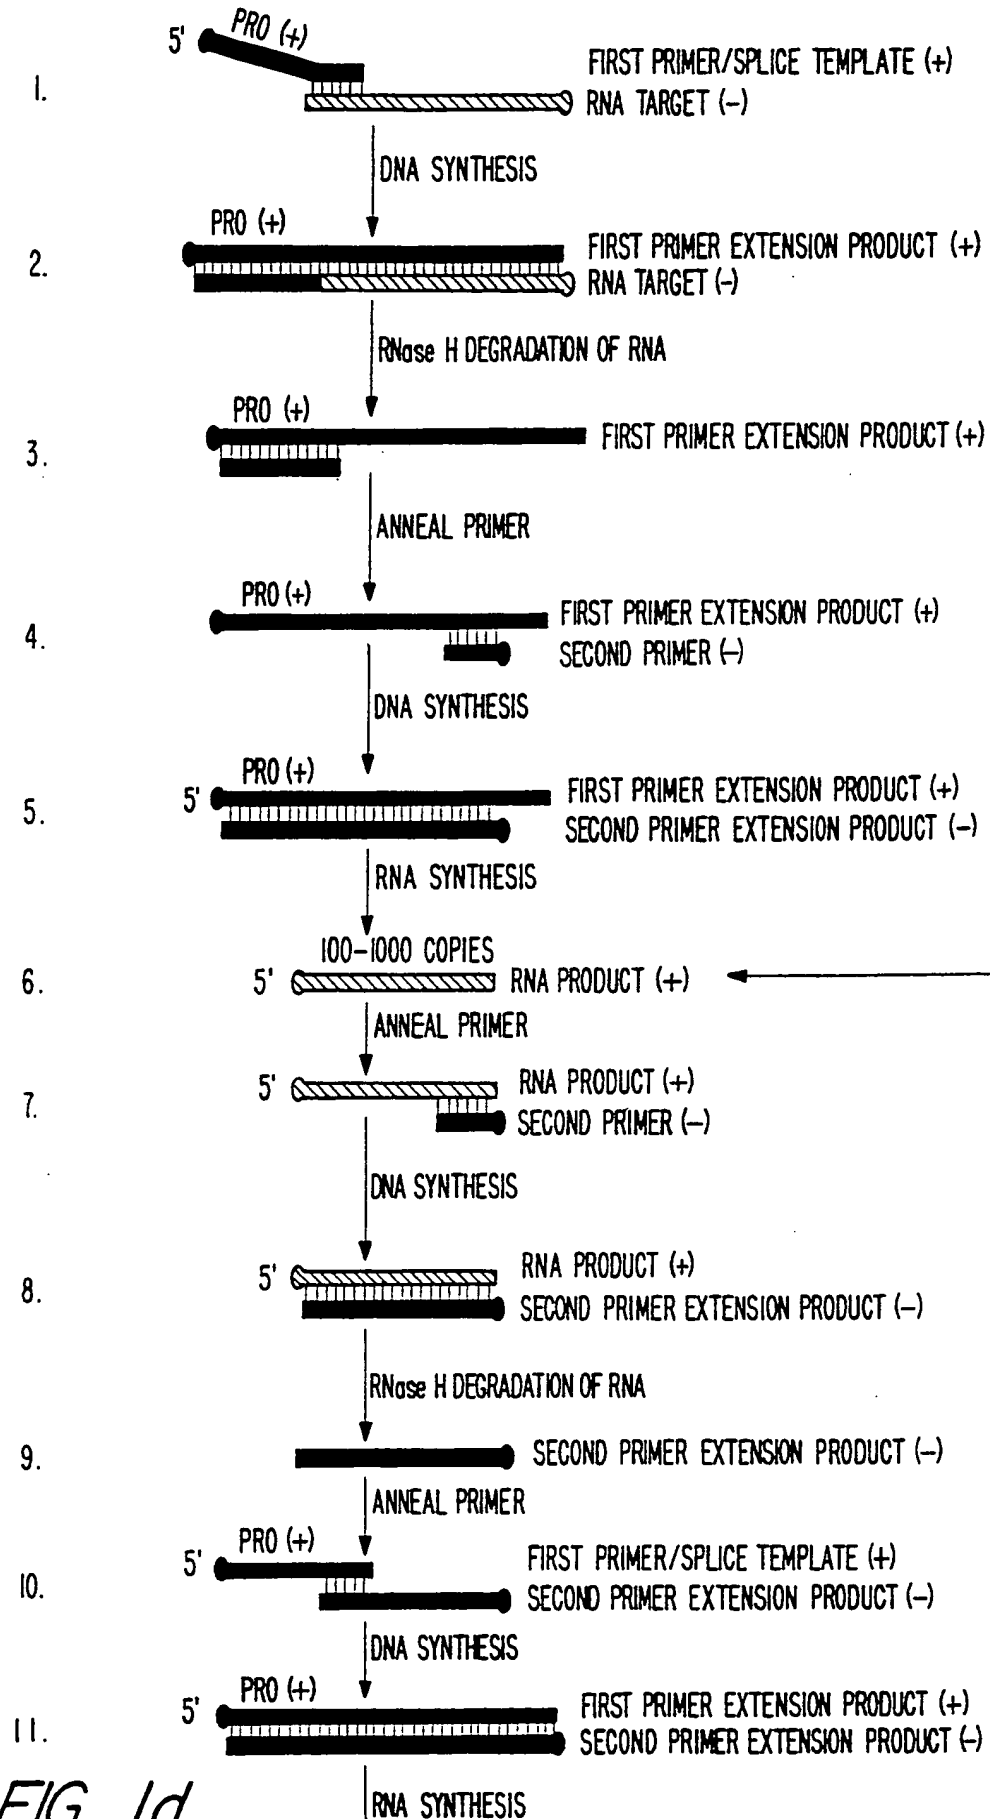 5' PRO (+)
1.
FIRST PRIMER/SPLICE TEMPLATE (+)
RNA TARGET (-)
DNA SYNTHESIS
PRO (+)
2.
FIRST PRIMER EXTENSION PRODUCT (+)
RNA TARGET (-)
RNase H DEGRADATION OF RNA
PRO (+)
3.
FIRST PRIMER EXTENSION PRODUCT (+)
ANNEAL PRIMER
PRO (+)
4.
FIRST PRIMER EXTENSION PRODUCT (+)
SECOND PRIMER (-)
DNA SYNTHESIS
PRO (+)
5.
5'
FIRST PRIMER EXTENSION PRODUCT (+)
SECOND PRIMER EXTENSION PRODUCT (-)
RNA SYNTHESIS
100-1000 COPIES
6.
5'
RNA PRODUCT (+)
ANNEAL PRIMER
7.
5'
RNA PRODUCT (+)
SECOND PRIMER (-)
DNA SYNTHESIS
8.
5'
RNA PRODUCT (+)
SECOND PRIMER EXTENSION PRODUCT (-)
RNase H DEGRADATION OF RNA
9.
SECOND PRIMER EXTENSION PRODUCT (-)
ANNEAL PRIMER
PRO (+)
10.
5'
FIRST PRIMER/SPLICE TEMPLATE (+)
SECOND PRIMER EXTENSION PRODUCT (-)
DNA SYNTHESIS
PRO (+)
11.
5'
FIRST PRIMER EXTENSION PRODUCT (+)
SECOND PRIMER EXTENSION PRODUCT (-)
RNA SYNTHESIS
FIG. 1d